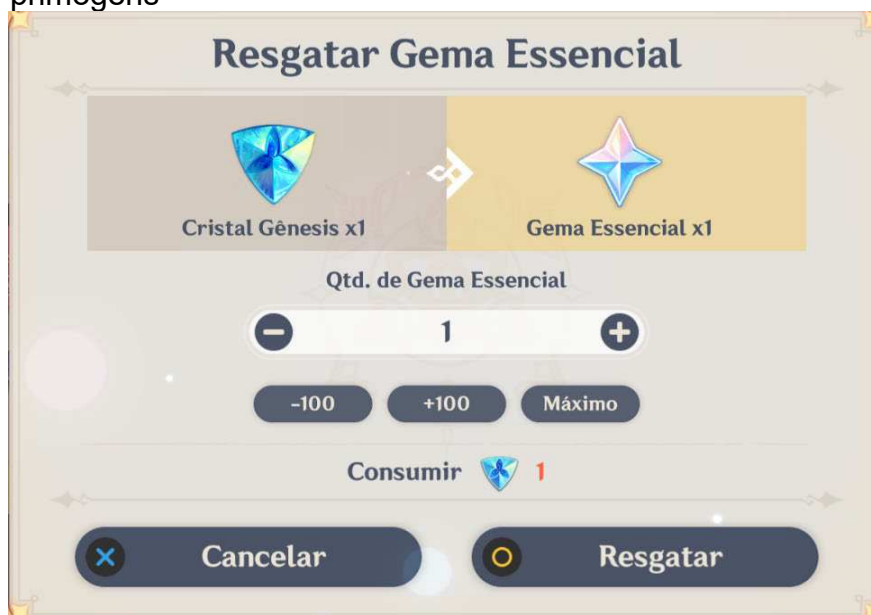 primogens
Resgatar Gema Essencial
Cristal Gênesis x1
Gema Essencial x1
Qtd. de Gema Essencial
1
-100 +100 Máximo
Consumir 1
Cancelar Resgatar